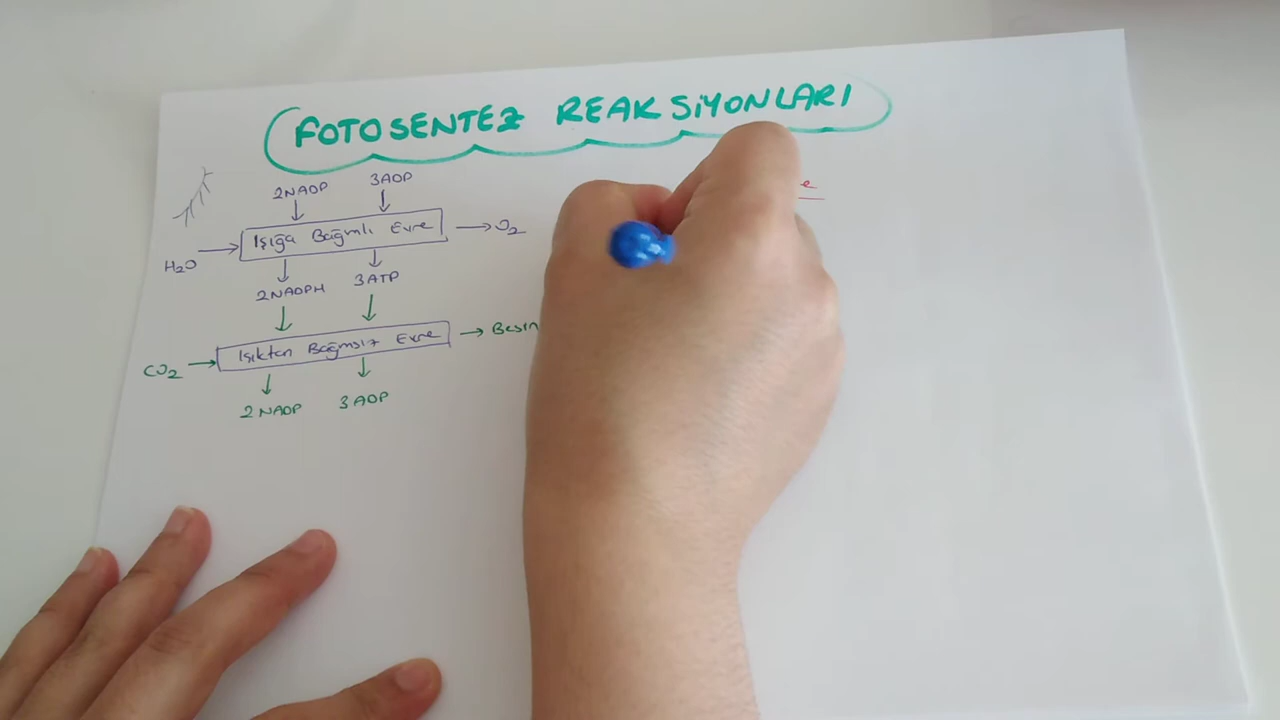 FOTOSENTEZ REAKSİYONLARI
2NADP 3ADP
H₂O → Işığa Bağımlı Evre → O₂
2NADPH 3ATP
CO₂ → Işıktan Bağımsız Evre → Besin
2NADP 3ADP